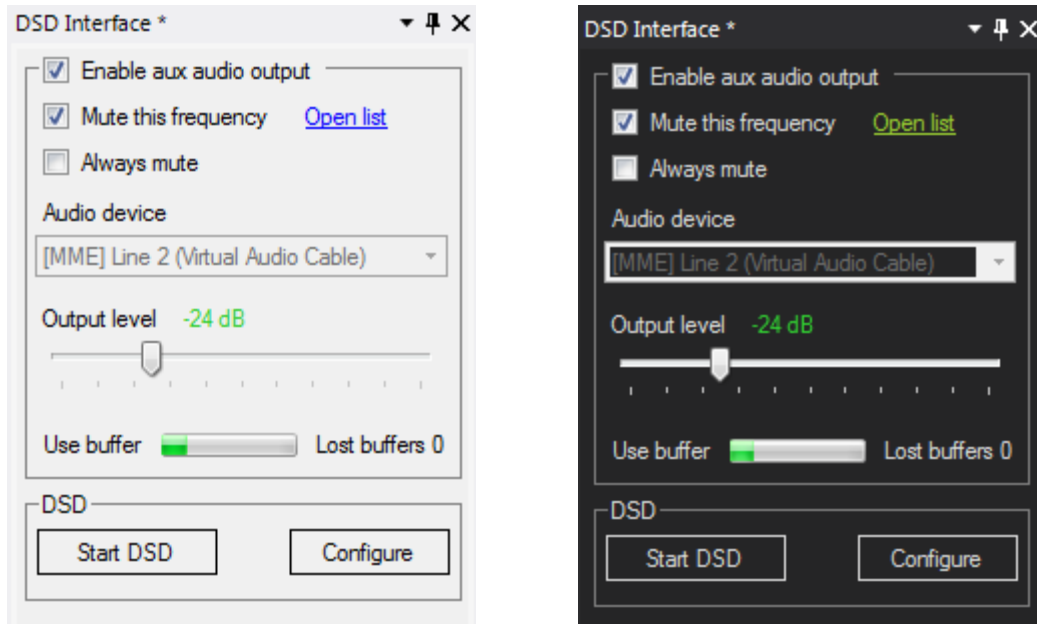 DSD Interface *
Enable aux audio output
Mute this frequency Open list
Always mute
Audio device
[MME] Line 2 (Virtual Audio Cable)
Output level -24 dB
Use buffer Lost buffers 0
DSD
Start DSD Configure
DSD Interface *
Enable aux audio output
Mute this frequency Open list
Always mute
Audio device
[MME] Line 2 (Virtual Audio Cable)
Output level -24 dB
Use buffer Lost buffers 0
DSD
Start DSD Configure